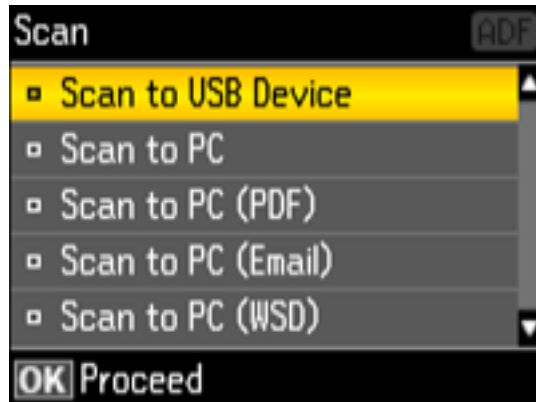 Scan ADF
Scan to USB Device
Scan to PC
Scan to PC (PDF)
Scan to PC (Email)
Scan to PC (WSD)
OK Proceed